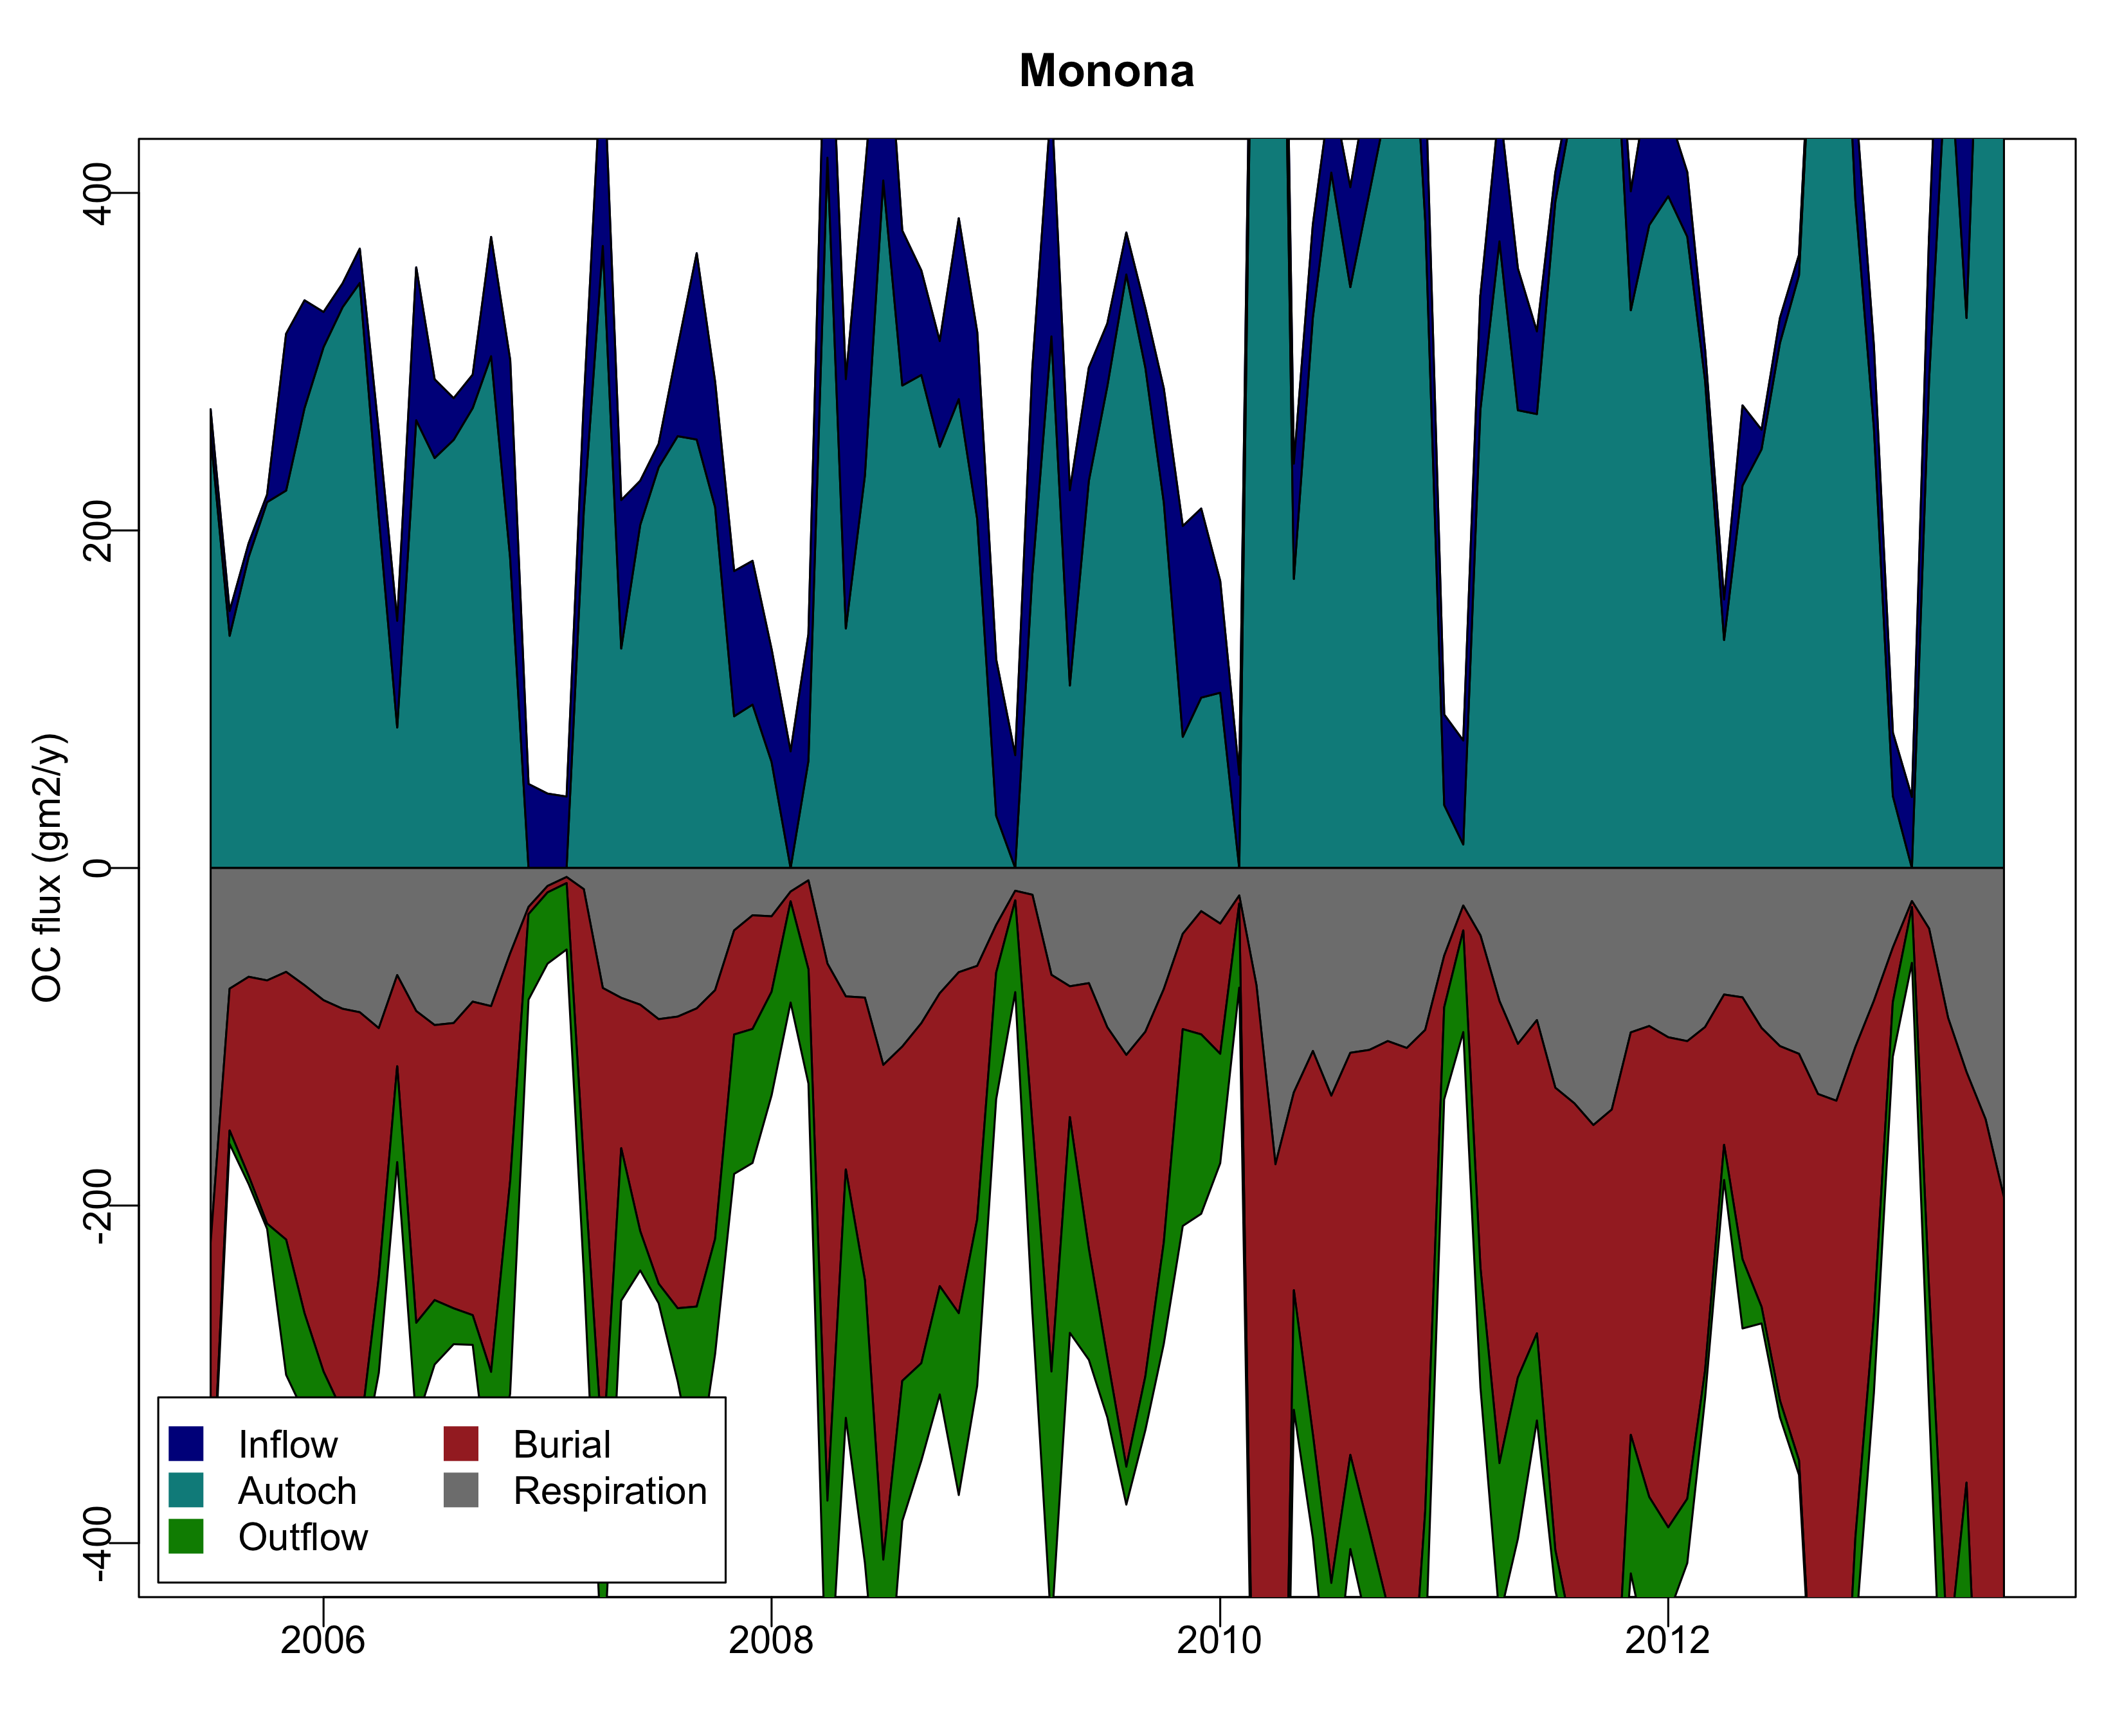 Monona
OC flux (gm2/y)
400
200
0
-200
-400
Inflow
Autoch
Outflow
Burial
Respiration
2006
2008
2010
2012